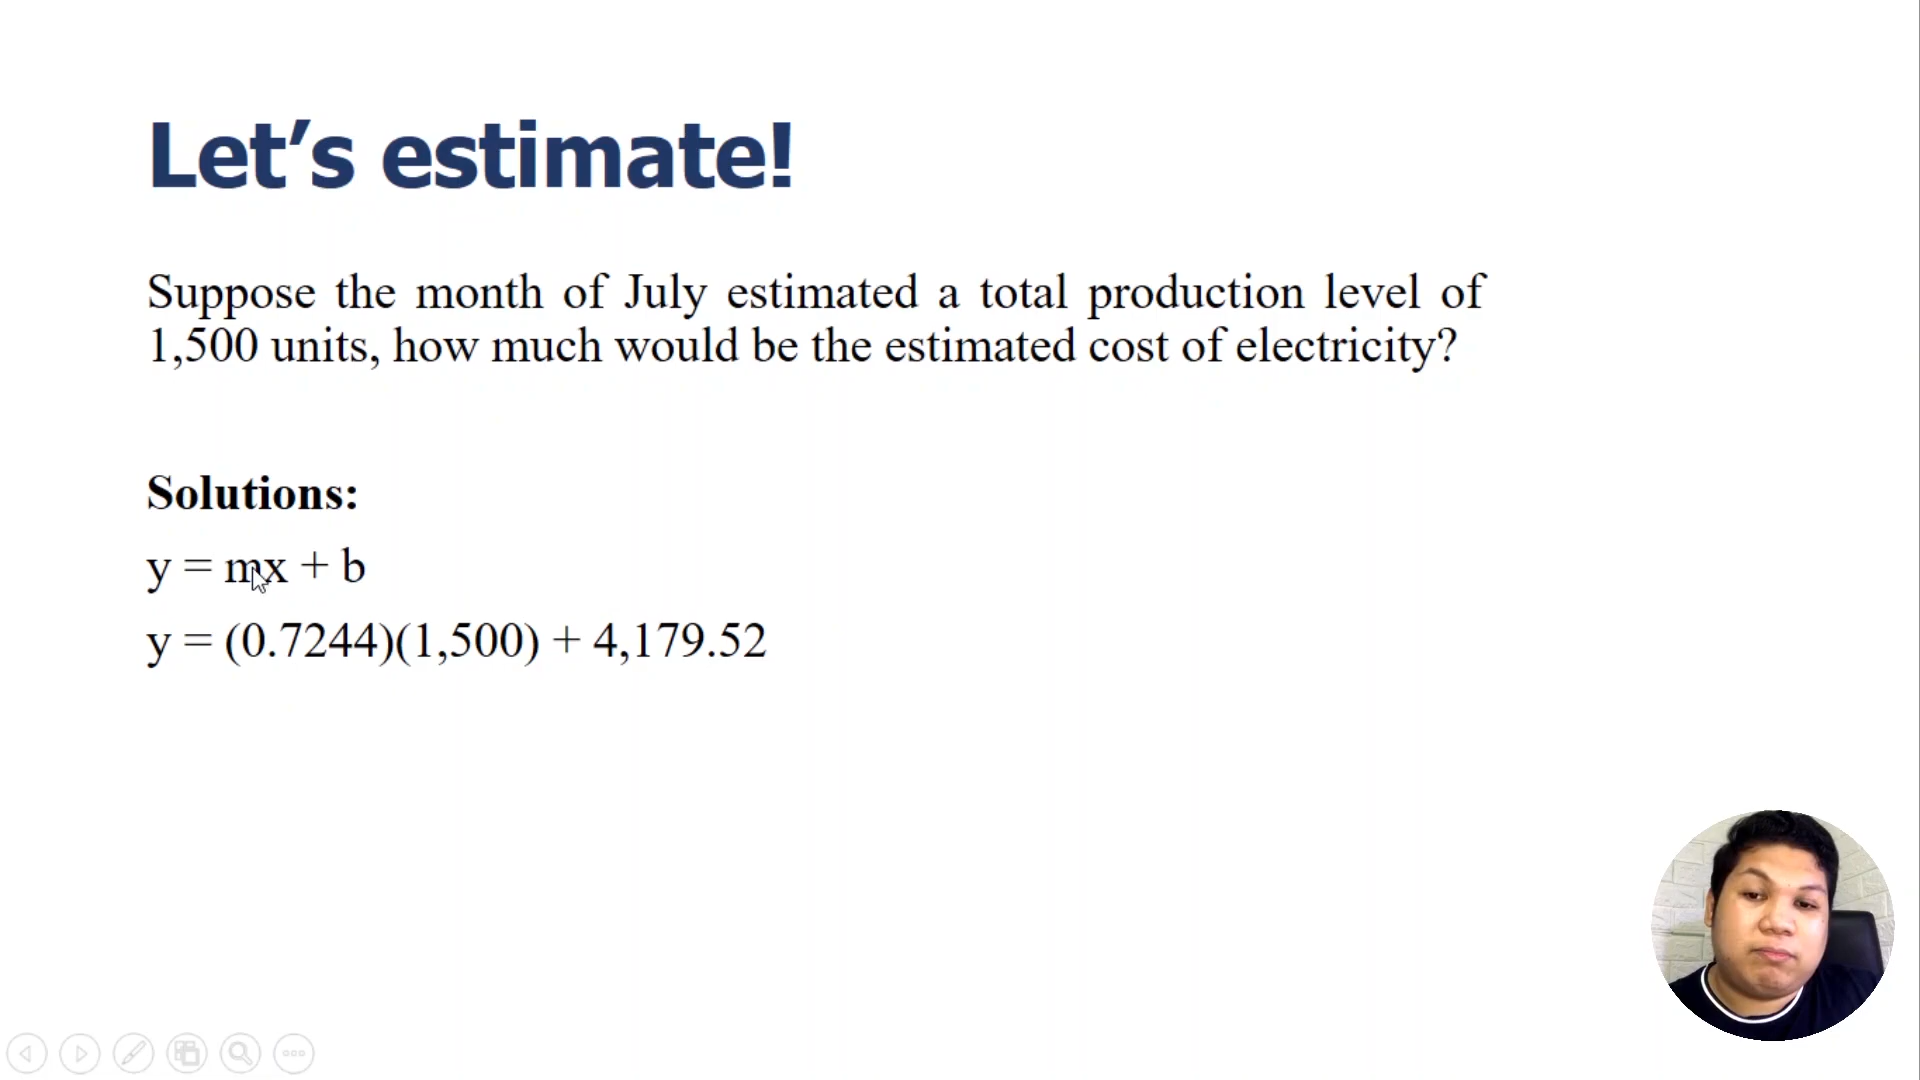 Let’s estimate!
Suppose the month of July estimated a total production level of
1,500 units, how much would be the estimated cost of electricity?
Solutions:
y = mx + b
y = (0.7244)(1,500) + 4,179.52